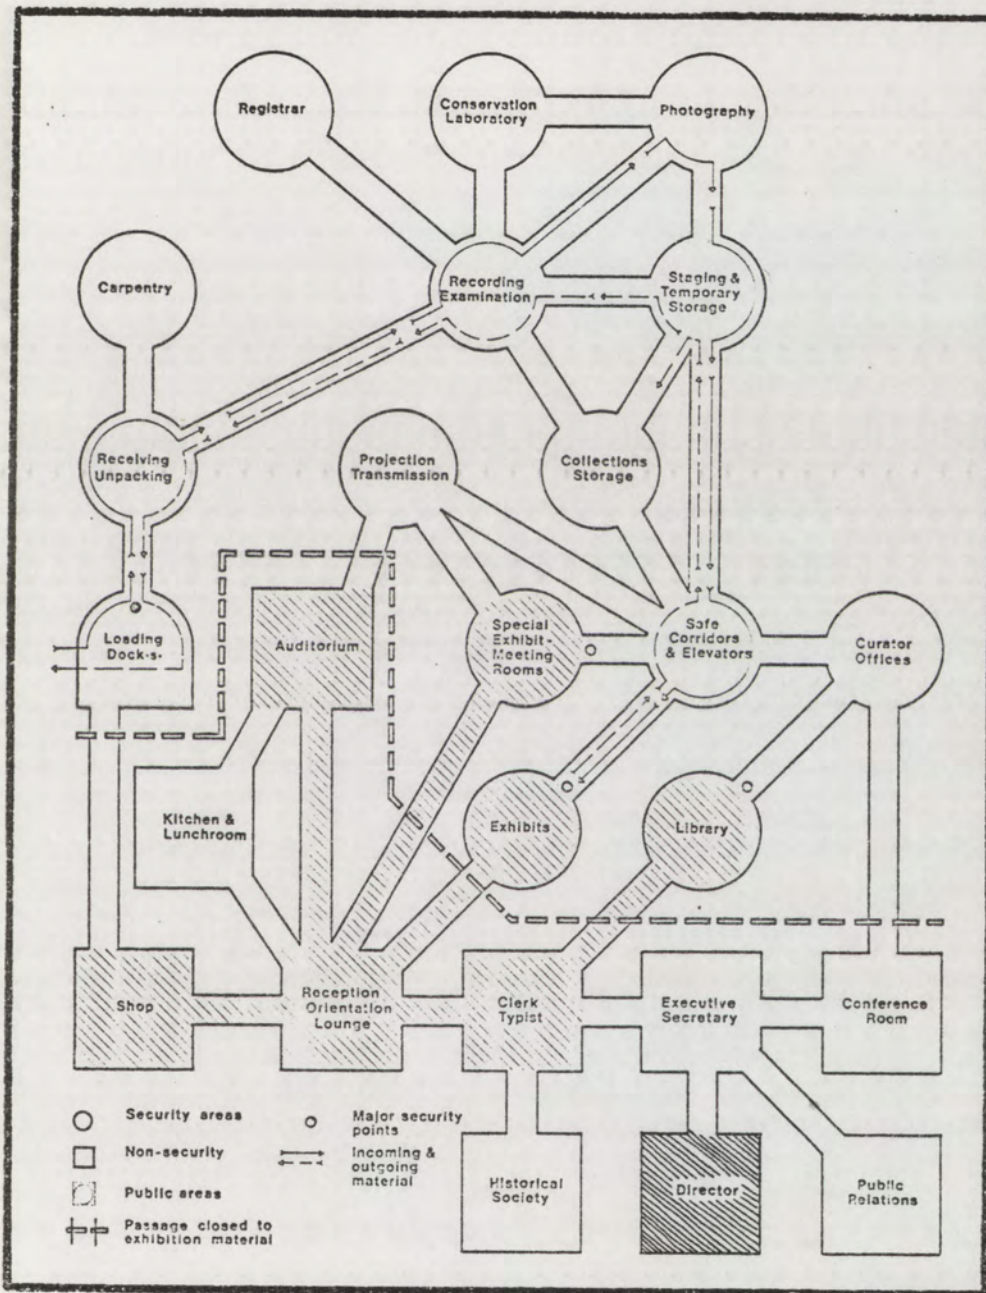 Registrar
Conservation
Laboratory
Photography
Carpentry
Recording
Examination
Staging &
Temporary
Storage
Receiving
Unpacking
Projection
Transmission
Collections
Storage
Loading
Dock-s-
Auditorium
Special
Exhibit-
Meeting
Rooms
Safe
Corridors
& Elevators
Curator
Offices
Kitchen &
Lunchroom
Exhibits
Library
Shop
Reception
Orientation
Lounge
Clerk
Typist
Executive
Secretary
Conference
Room
Historical
Society
Director
Public
Relations
Security areas
Non-security
Public areas
Passage closed to
exhibition material
Major security
points
Incoming &
outgoing
material